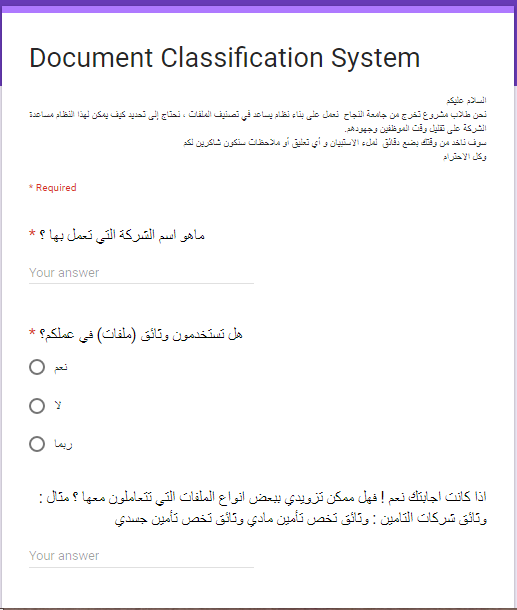 Document Classification System
السلام عليكم
نحن طلاب مشروع تخرج من جامعة النجاح نعمل على بناء نظام يساعد في تصنيف الملفات ، نحتاج إلى تحديد كيف يمكن لهذا النظام مساعدة
الشركة على تقليل وقت الموظفين وجهودهم.
سوف ناخد من وقتك بضع دقائق لملء الاستبيان و أي تعليق أو ملاحظات سنكون شاكرين لكم
وكل الاحترام
* Required
ماهو اسم الشركة التي تعمل بها ؟ *
Your answer
هل تستخدمون وثائق (ملفات) في عملكم؟ *
نعم
لا
ربما
اذا كانت اجابتك نعم ! فهل ممكن تزويدي ببعض انواع الملفات التي تتعاملون معها ؟ مثال :
وثائق شركات التامين : وثائق تخص تأمين مادي وثائق تخص تأمين جسدي
Your answer